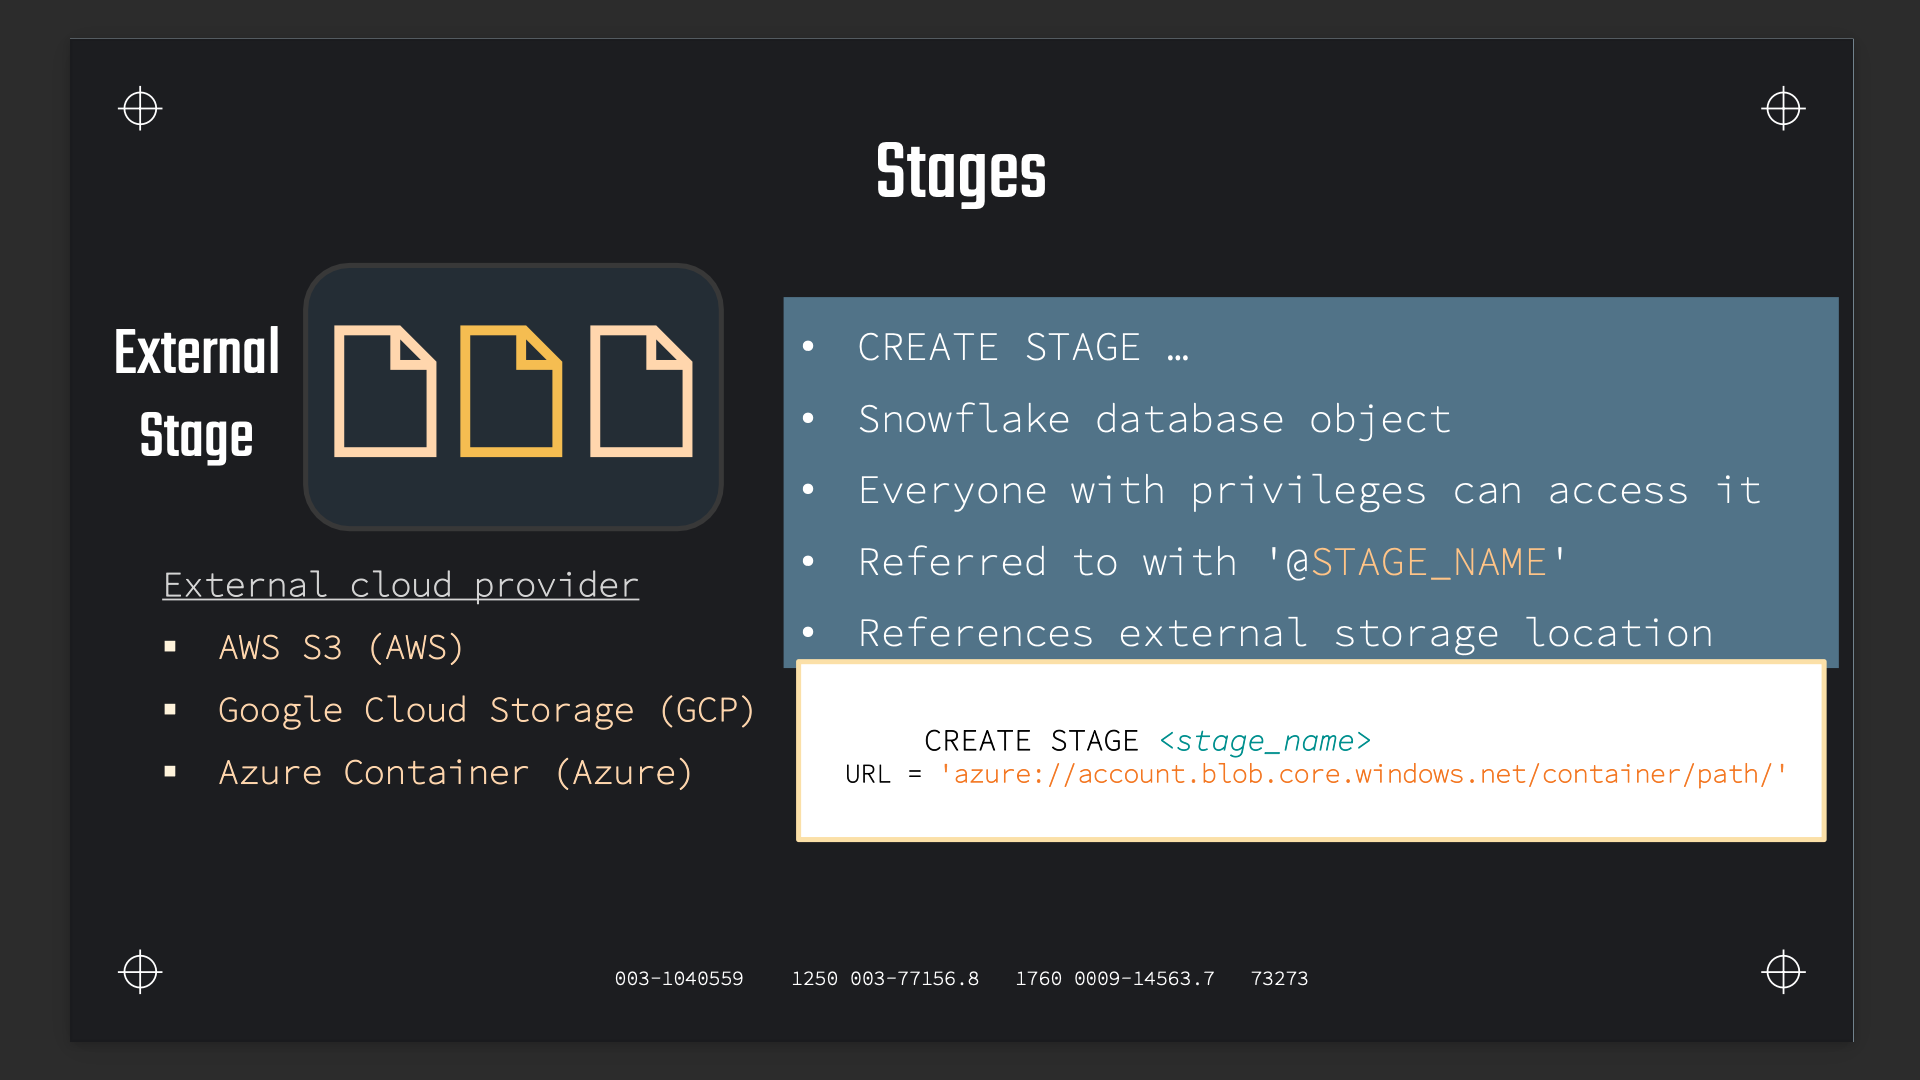 Stages
External
Stage
External cloud provider
▪ AWS S3 (AWS)
▪ Google Cloud Storage (GCP)
▪ Azure Container (Azure)
• CREATE STAGE …
• Snowflake database object
• Everyone with privileges can access it
• Referred to with '@STAGE_NAME'
• References external storage location
CREATE STAGE <stage_name>
URL = 'azure://account.blob.core.windows.net/container/path/'
003-1040559 1250 003-77156.8 1760 0009-14563.7 73273